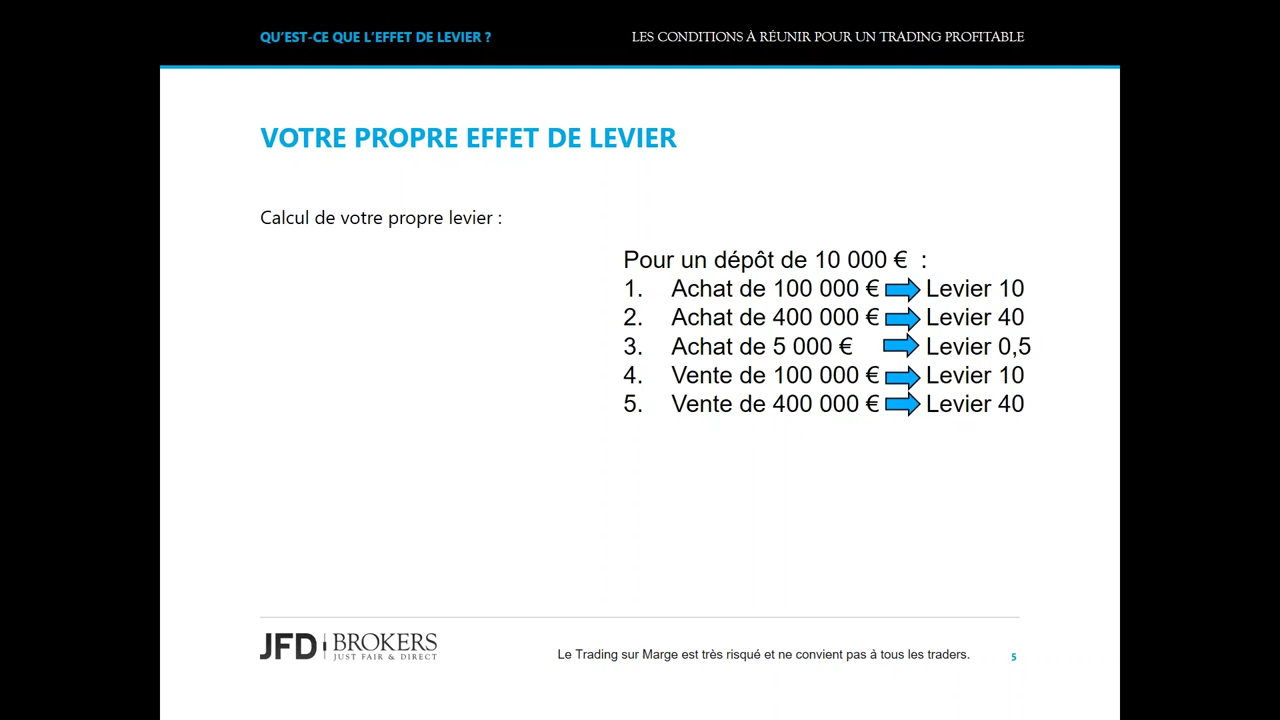 QU'EST-CE QUE L'EFFET DE LEVIER ?
LES CONDITIONS À RÉUNIR POUR UN TRADING PROFITABLE
VOTRE PROPRE EFFET DE LEVIER
Calcul de votre propre levier :
Pour un dépôt de 10 000 € :
1. Achat de 100 000 € Levier 10
2. Achat de 400 000 € Levier 40
3. Achat de 5 000 € Levier 0,5
4. Vente de 100 000 € Levier 10
5. Vente de 400 000 € Levier 40
JFD BROKERS
JUST FAIR & DIRECT
Le Trading sur Marge est très risqué et ne convient pas à tous les traders.
5